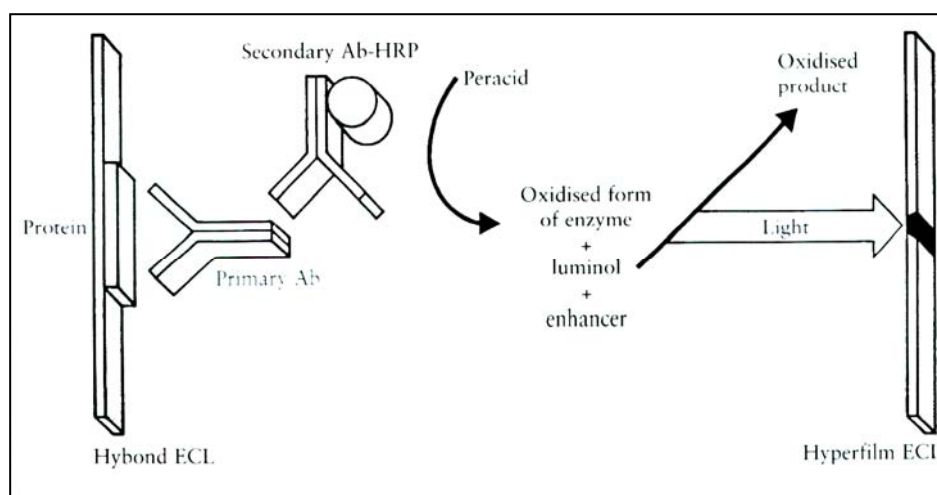 Secondary Ab-HRP
Peracid
Oxidised
product
Protein
Primary Ab
Oxidised form
of enzyme
+
luminol
+
enhancer
Light
Hybond ECL
Hyperfilm ECL